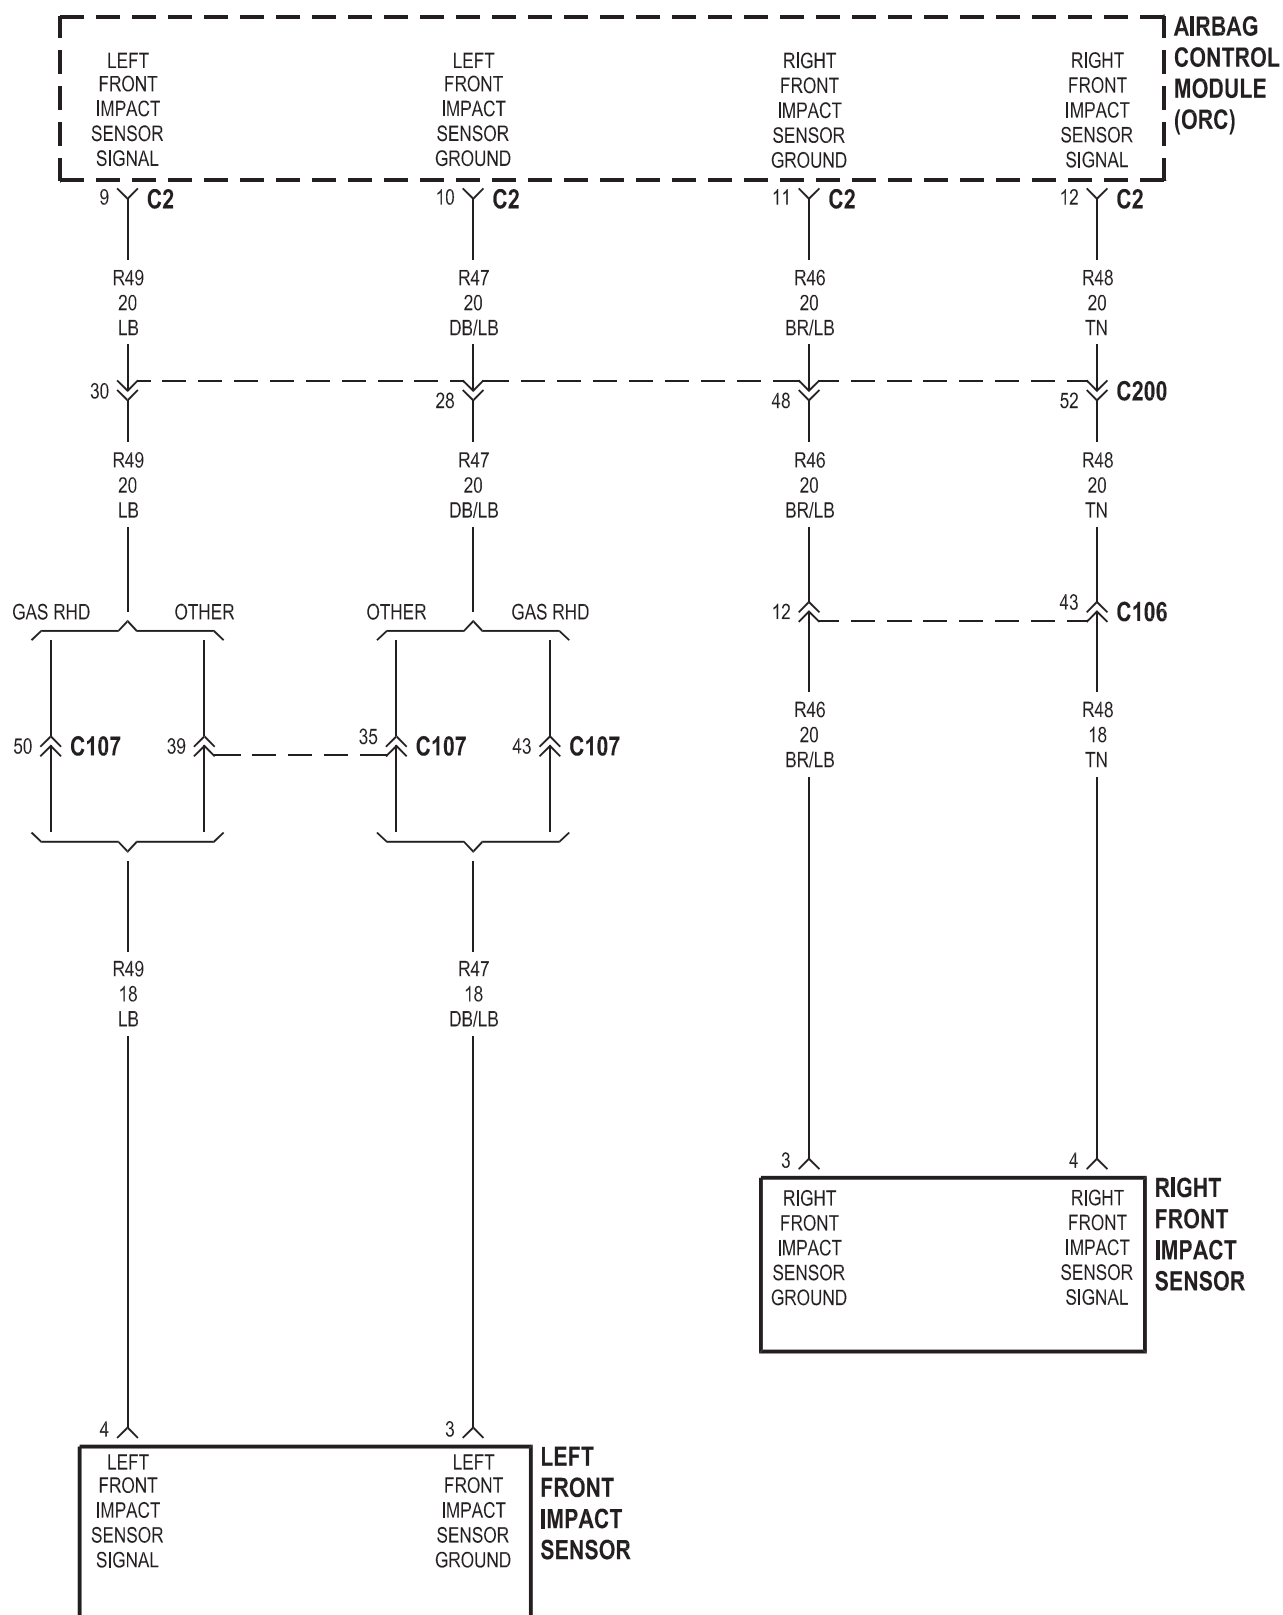 AIRBAG
CONTROL
MODULE
(ORC)
LEFT
FRONT
IMPACT
SENSOR
SIGNAL
LEFT
FRONT
IMPACT
SENSOR
GROUND
RIGHT
FRONT
IMPACT
SENSOR
GROUND
RIGHT
FRONT
IMPACT
SENSOR
SIGNAL
9 C2
10 C2
11 C2
12 C2
R49
20
LB
R47
20
DB/LB
R46
20
BR/LB
R48
20
TN
30
28
48
52 C200
R49
20
LB
R47
20
DB/LB
R46
20
BR/LB
R48
20
TN
GAS RHD
OTHER
OTHER
GAS RHD
12
43 C106
50 C107
39
35 C107
43 C107
R46
20
BR/LB
R48
18
TN
R49
18
LB
R47
18
DB/LB
3
4
RIGHT
FRONT
IMPACT
SENSOR
GROUND
RIGHT
FRONT
IMPACT
SENSOR
SIGNAL
RIGHT
FRONT
IMPACT
SENSOR
4
3
LEFT
FRONT
IMPACT
SENSOR
SIGNAL
LEFT
FRONT
IMPACT
SENSOR
GROUND
LEFT
FRONT
IMPACT
SENSOR